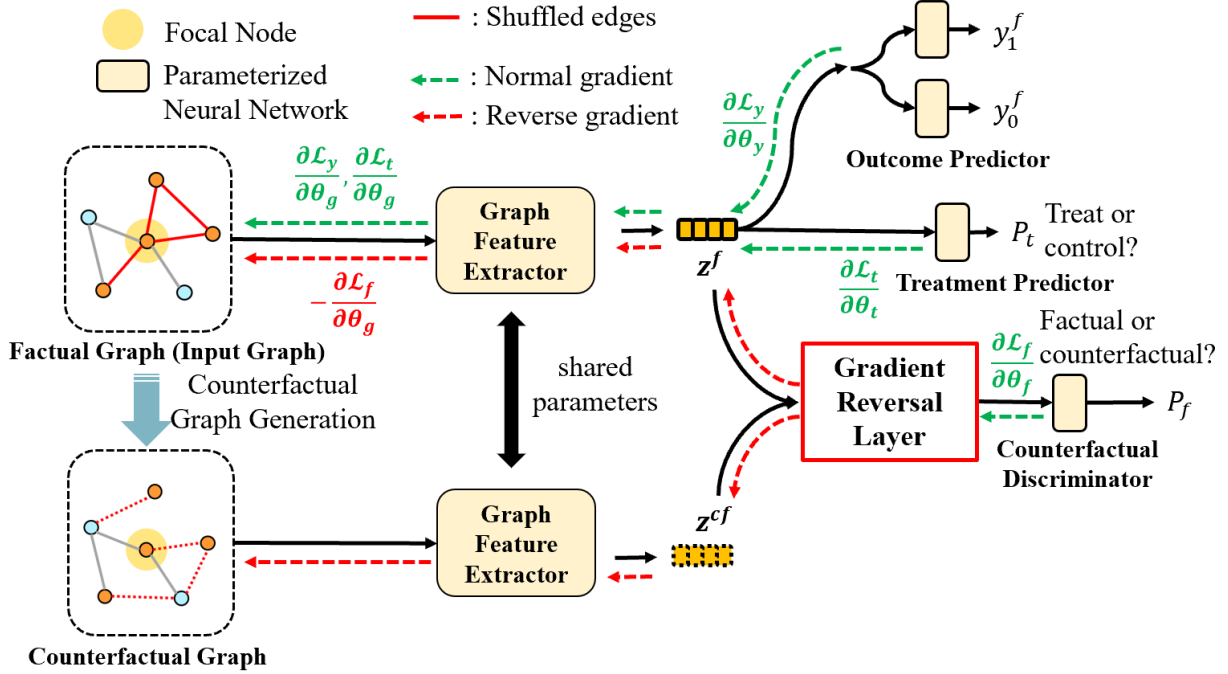 Focal Node
Parameterized
Neural Network
: Shuffled edges
: Normal gradient
: Reverse gradient
∂ℒ_y/∂θ_g, ∂ℒ_t/∂θ_g
−∂ℒ_f/∂θ_g
Factual Graph (Input Graph)
Graph
Feature
Extractor
z^f
∂ℒ_y/∂θ_y
y_1^f
y_0^f
Outcome Predictor
∂ℒ_t/∂θ_t
P_t
Treat or
control?
Treatment Predictor
Counterfactual
Graph Generation
shared
parameters
Gradient
Reversal
Layer
∂ℒ_f/∂θ_f
Factual or
counterfactual?
P_f
Counterfactual
Discriminator
Graph
Feature
Extractor
z^cf
Counterfactual Graph